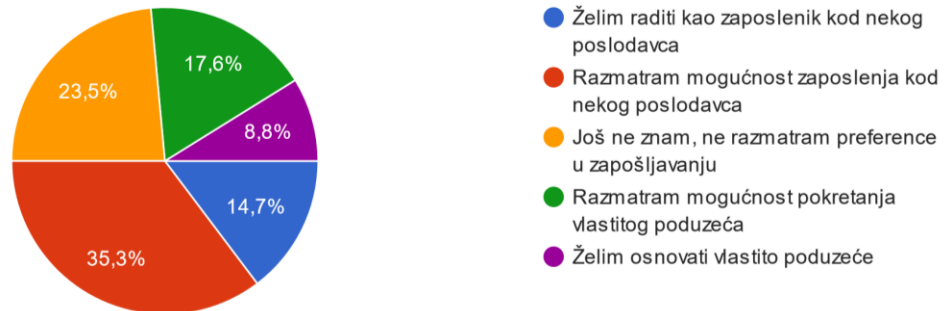 17,6%
23,5%
8,8%
14,7%
35,3%
Želim raditi kao zaposlenik kod nekog
poslodavca
Razmatram mogućnost zaposlenja kod
nekog poslodavca
Još ne znam, ne razmatram preference
u zapošljavanju
Razmatram mogućnost pokretanja
vlastitog poduzeća
Želim osnovati vlastito poduzeće